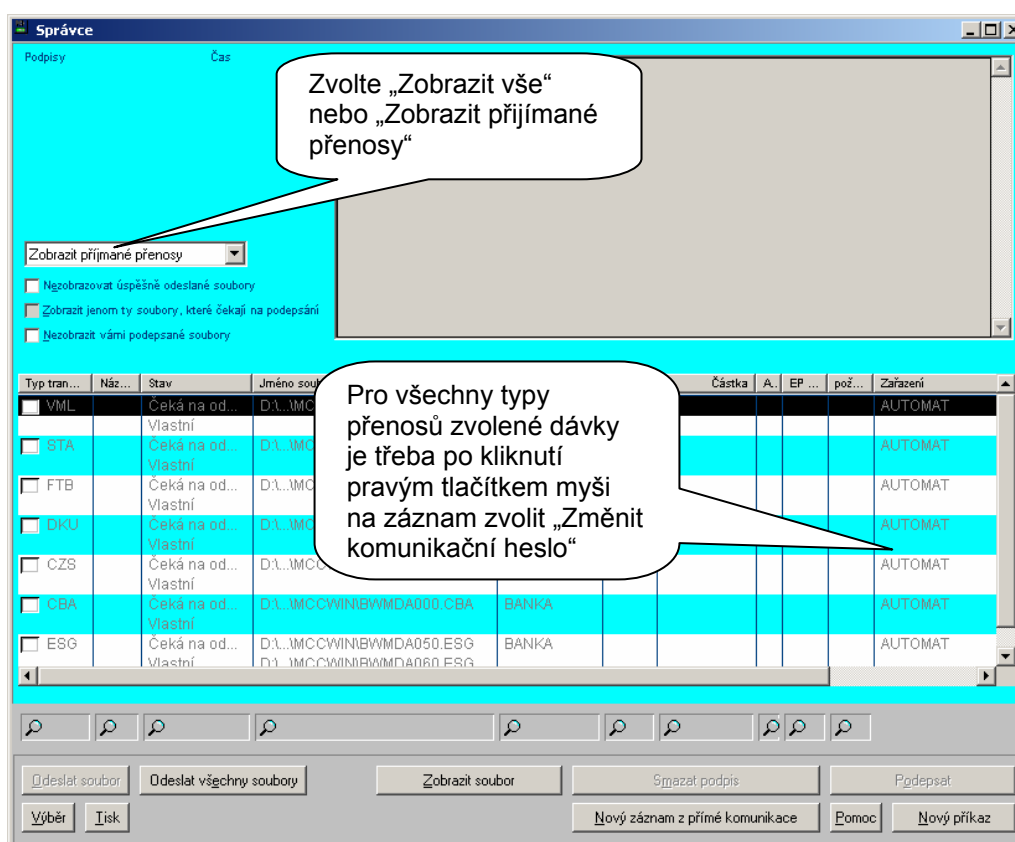 Správce
Podpisy Čas
Zvolte „Zobrazit vše“
nebo „Zobrazit přijímané
přenosy“
Zobrazit příjmané přenosy
Nezobrazovat úspěšně odeslané soubory
Zobrazit jenom ty soubory, které čekají na podepsání
Nezobrazit vámi podepsané soubory
Typ tran... Náz... Stav Jméno Částka A.. EP ... pož... Zařazení
Pro všechny typy
přenosů zvolené dávky
je třeba po kliknutí
pravým tlačítkem myši
na záznam zvolit „Změnit
komunikační heslo“
VML Čeká na od... D:\...\MC AUTOMAT
Vlastní
STA Čeká na od... D:\...\MC AUTOMAT
Vlastní
FTB Čeká na od... D:\...\MC AUTOMAT
Vlastní
DKU Čeká na od... D:\...\MC AUTOMAT
Vlastní
CZS Čeká na od... D:\...\MCC AUTOMAT
Vlastní
CBA Čeká na od... D:\...\MCCWIN\BWMDA000.CBA BANKA AUTOMAT
Vlastní
ESG Čeká na od... D:\...\MCCWIN\BWMDA050.ESG BANKA AUTOMAT
Vlastní D:\...\MCCWIN\BWMDA060.ESG
Odeslat soubor Odeslat všechny soubory Zobrazit soubor Smazat podpis Podepsat
Výběr Tisk Nový záznam z přímé komunikace Pomoc Nový příkaz